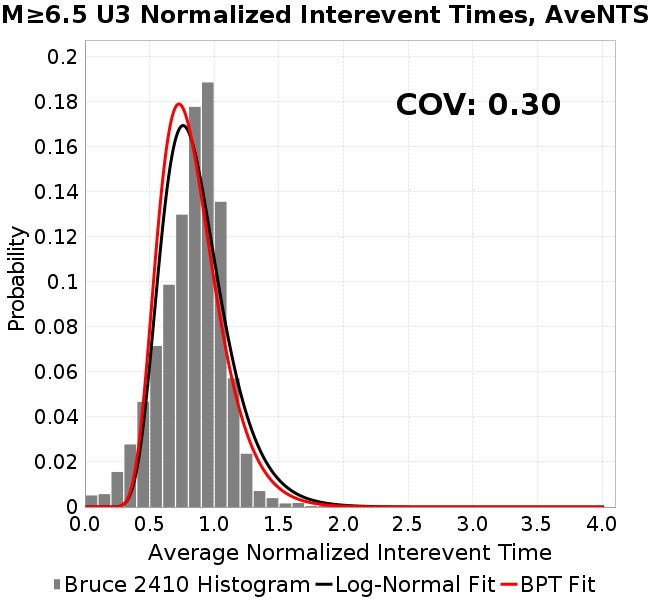 M≥6.5 U3 Normalized Interevent Times, AveNTS
COV: 0.30
Probability
0.2
0.18
0.16
0.14
0.12
0.1
0.08
0.06
0.04
0.02
0
0.0 0.5 1.0 1.5 2.0 2.5 3.0 3.5 4.0
Average Normalized Interevent Time
Bruce 2410 Histogram Log-Normal Fit BPT Fit